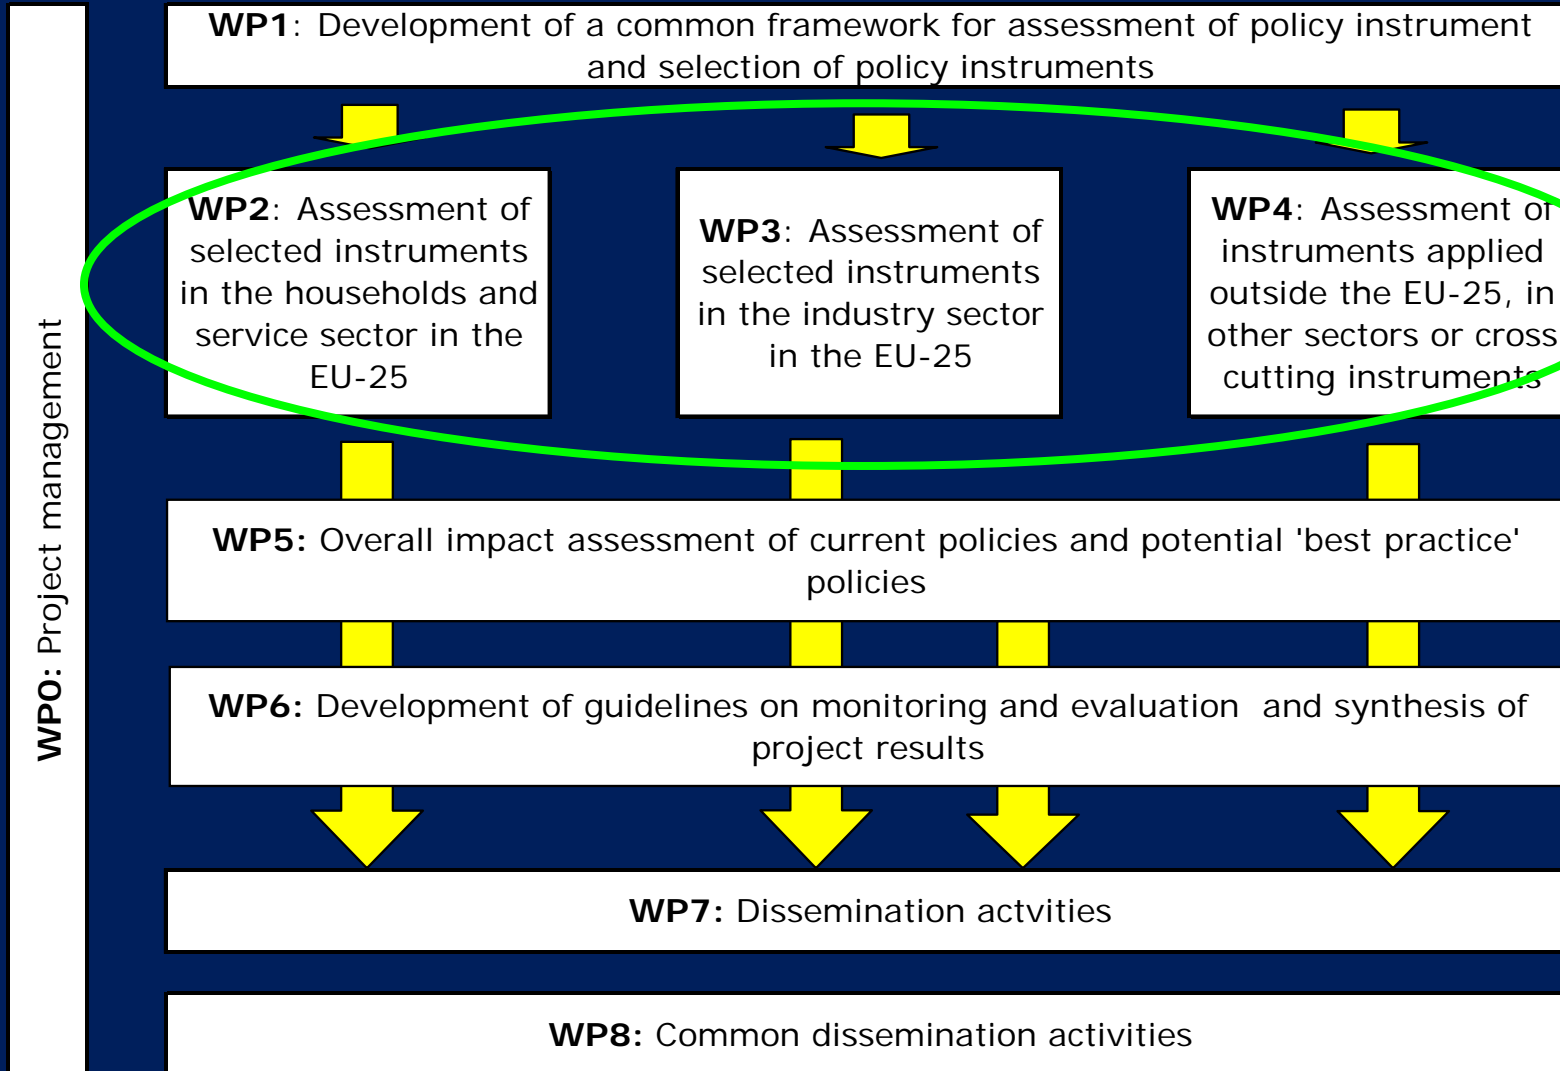 WP1: Development of a common framework for assessment of policy instrument
and selection of policy instruments
WP2: Assessment of
selected instruments
in the households and
service sector in the
EU-25
WP3: Assessment of
selected instruments
in the industry sector
in the EU-25
WP4: Assessment of
instruments applied
outside the EU-25, in
other sectors or cross
cutting instruments
WP0: Project management
WP5: Overall impact assessment of current policies and potential 'best practice'
policies
WP6: Development of guidelines on monitoring and evaluation  and synthesis of
project results
WP7: Dissemination actvities
WP8: Common dissemination activities